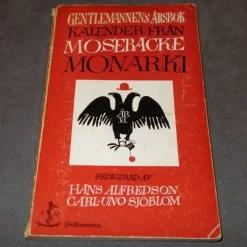 GENTLEMANNENS ÅRSBOK
KALENDER FRÅN
MOSEBACKE
MONARKI
REDIGERAD AV
HANS ALFREDSON
CARL-UNO SJÖBLOM